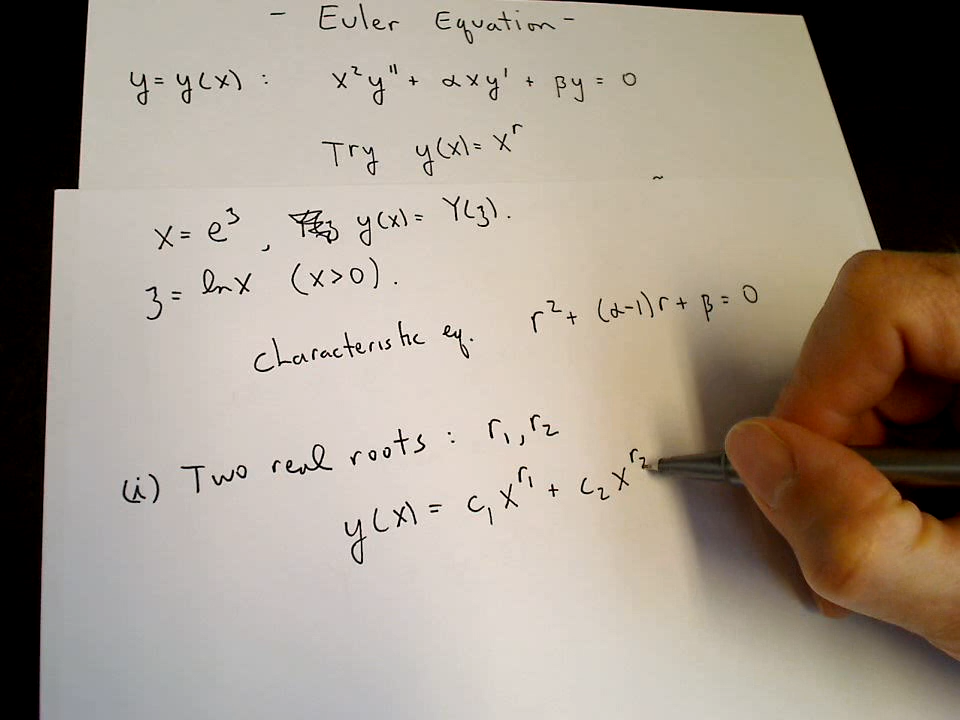 - Euler Equation -
y = y(x) : x²y'' + αxy' + βy = 0
Try y(x) = x^r
x = e^z, y(x) = Y(z).
z = ln x (x>0).
characteristic eq. r² + (α-1)r + β = 0
(i) Two real roots : r₁, r₂
y(x) = c₁x^r₁ + c₂x^r₂